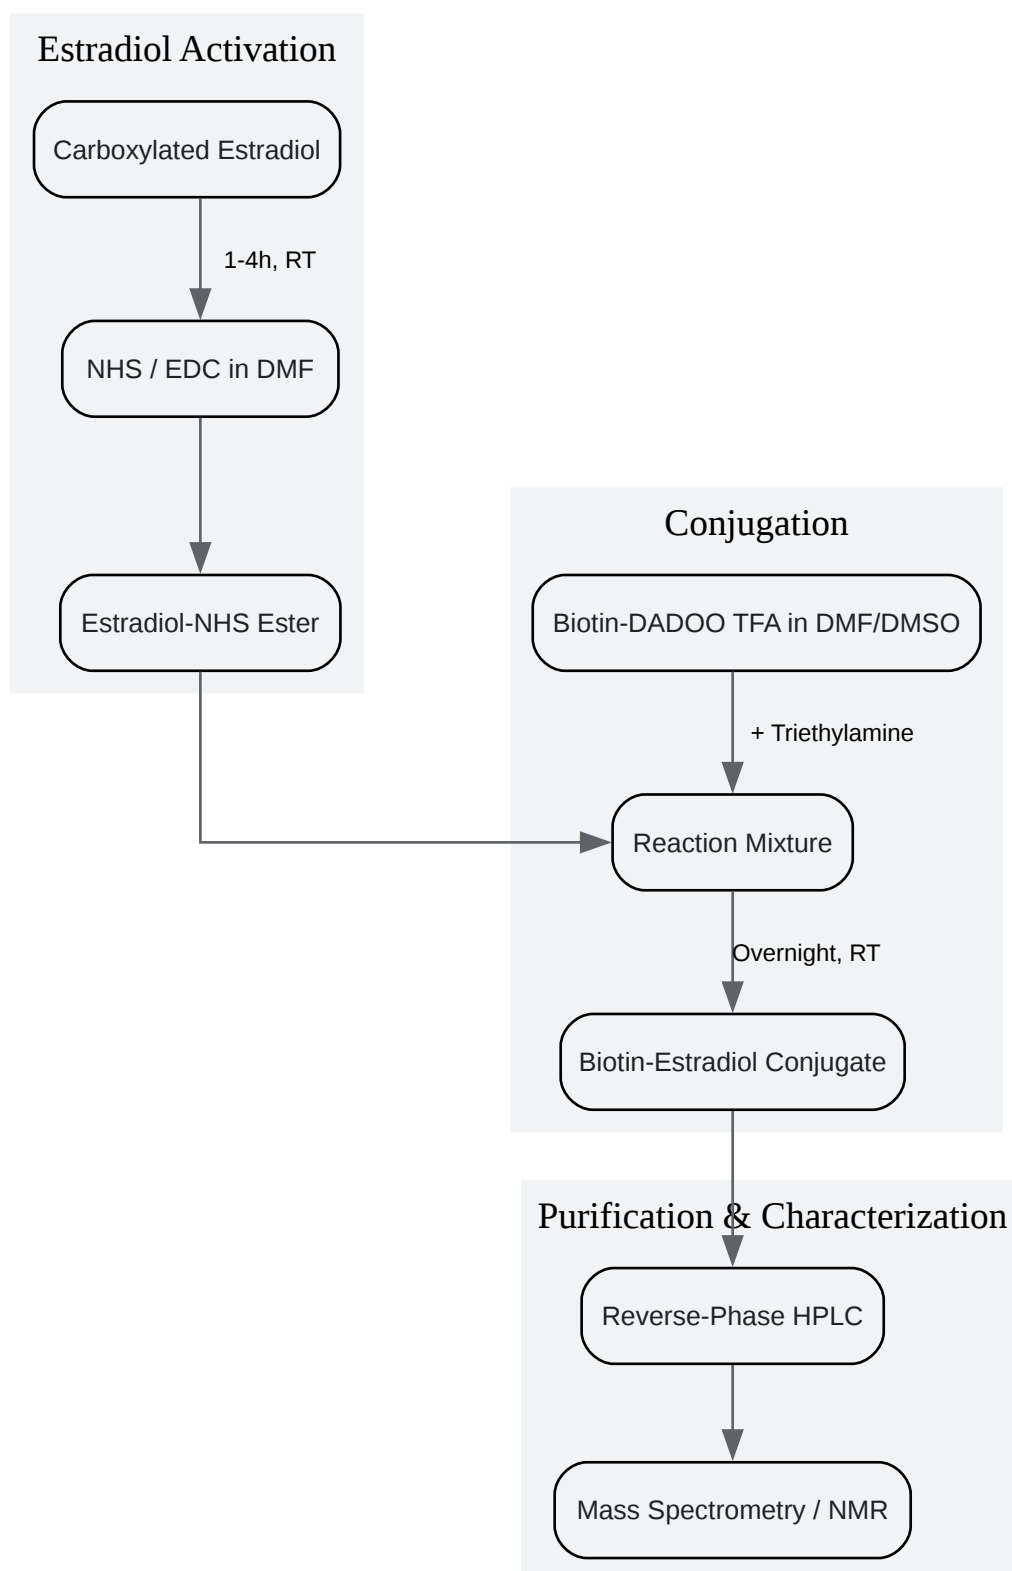 Estradiol Activation
Carboxylated Estradiol
1-4h, RT
NHS / EDC in DMF
Estradiol-NHS Ester
Conjugation
Biotin-DADOO TFA in DMF/DMSO
+ Triethylamine
Reaction Mixture
Overnight, RT
Biotin-Estradiol Conjugate
Purification & Characterization
Reverse-Phase HPLC
Mass Spectrometry / NMR